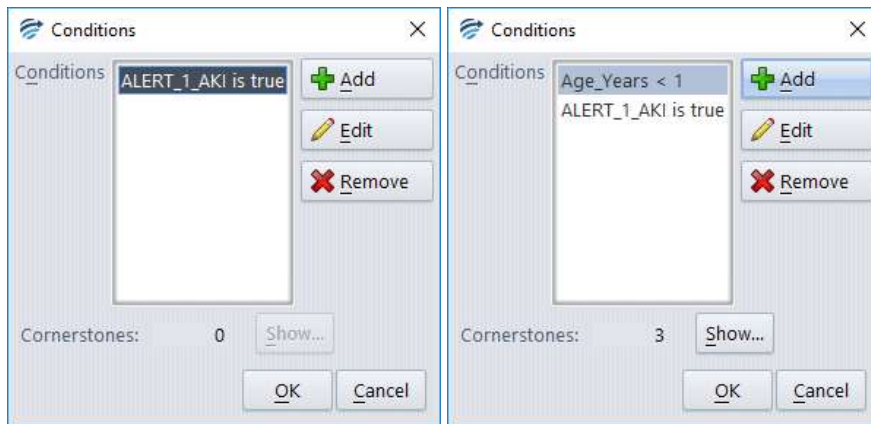 Conditions
Conditions
ALERT_1_AKI is true
Add
Edit
Remove
Cornerstones: 0 Show...
OK Cancel
Conditions
Conditions
Age_Years < 1
ALERT_1_AKI is true
Add
Edit
Remove
Cornerstones: 3 Show...
OK Cancel